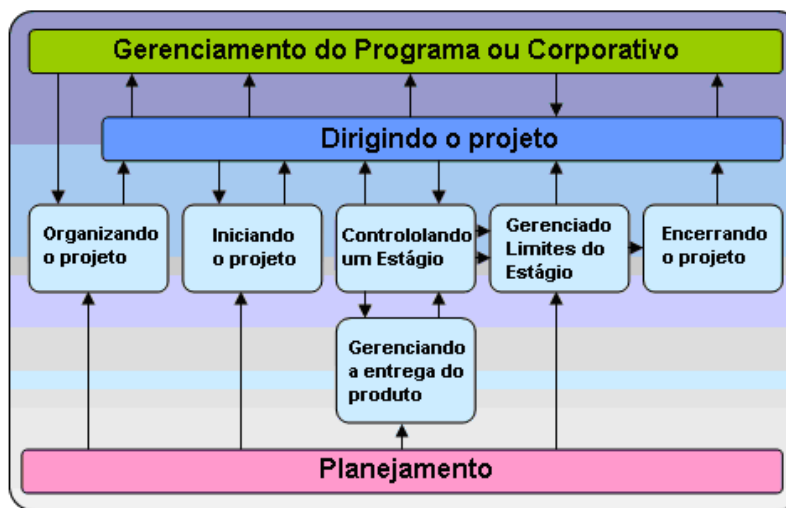 Gerenciamento do Programa ou Corporativo
Dirigindo o projeto
Organizando
o projeto
Iniciando
o projeto
Contrololando
um Estágio
Gerenciado
Limites do
Estágio
Encerrando
o projeto
Gerenciando
a entrega do
produto
Planejamento